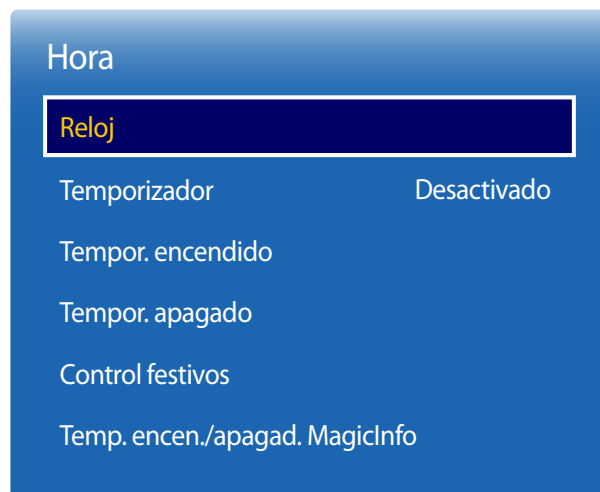 Hora
Reloj
Temporizador Desactivado
Tempor. encendido
Tempor. apagado
Control festivos
Temp. encen./apagad. MagicInfo